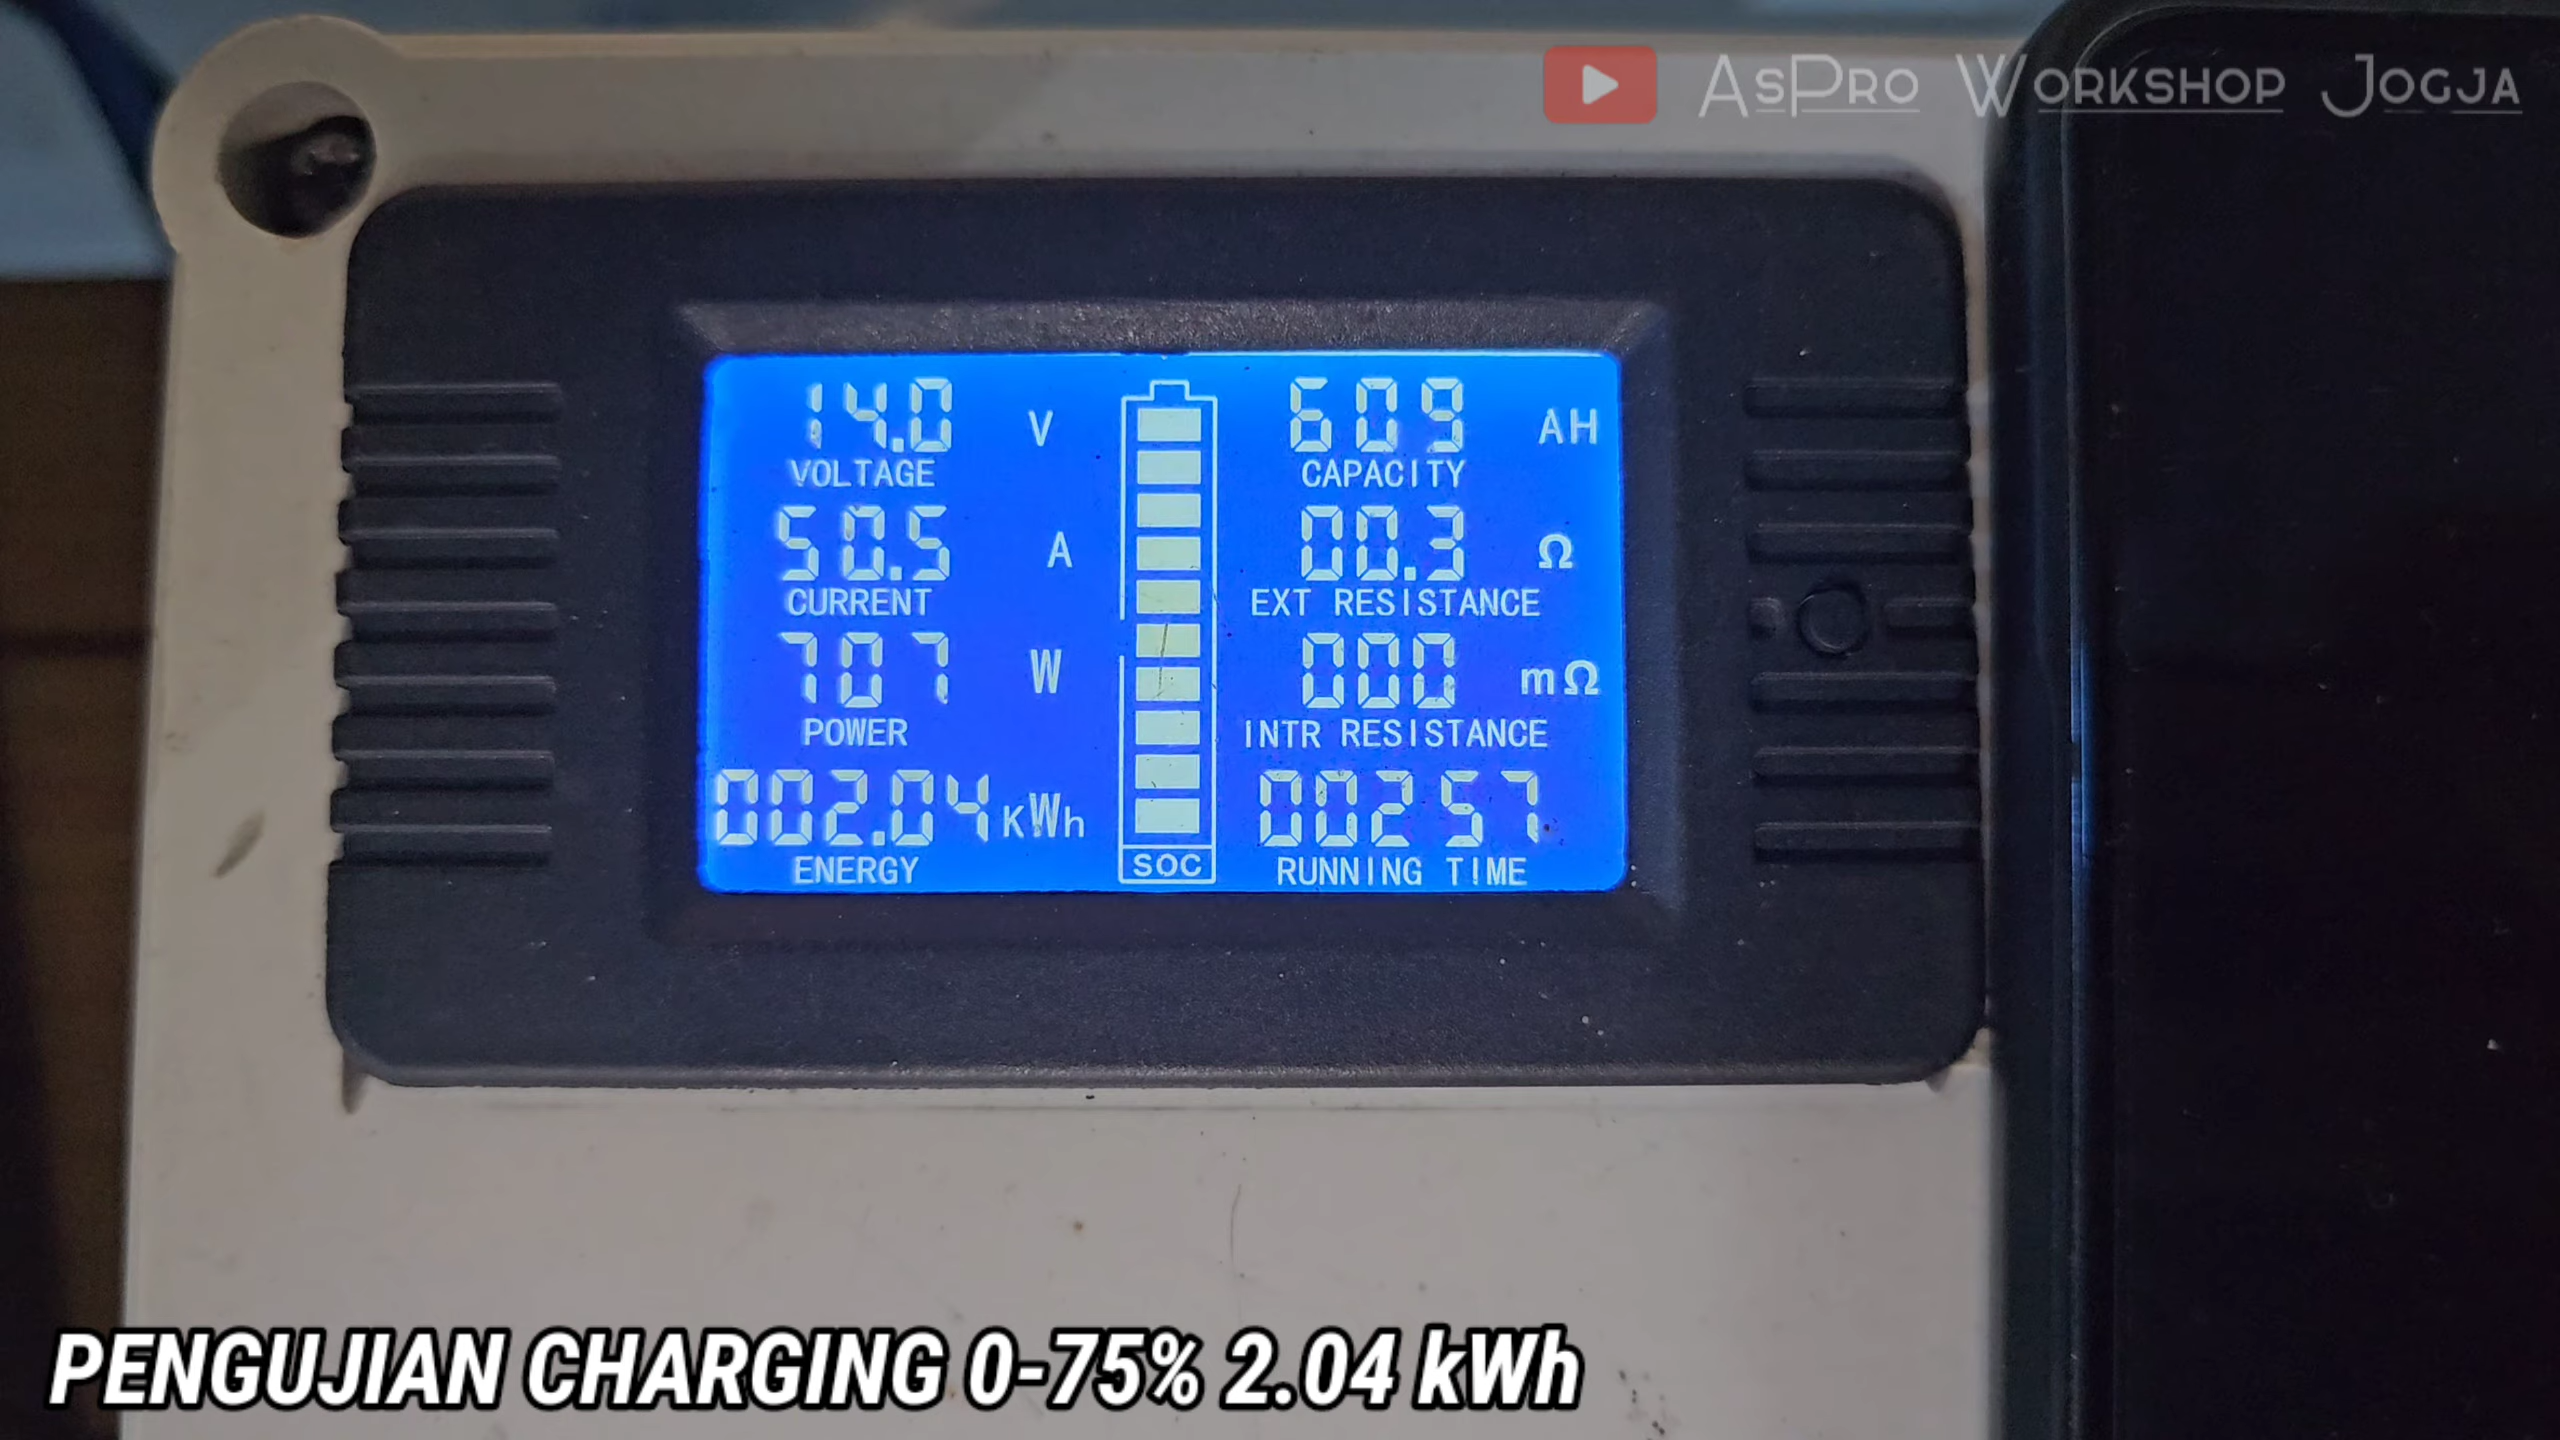 AsPro Workshop Jogja
14.0 V
VOLTAGE
50.5 A
CURRENT
707 W
POWER
002.04 KWh
ENERGY
SOC
609 AH
CAPACITY
00.3 Ω
EXT RESISTANCE
000 mΩ
INTR RESISTANCE
00257
RUNNING TIME
PENGUJIAN CHARGING 0-75% 2.04 kWh